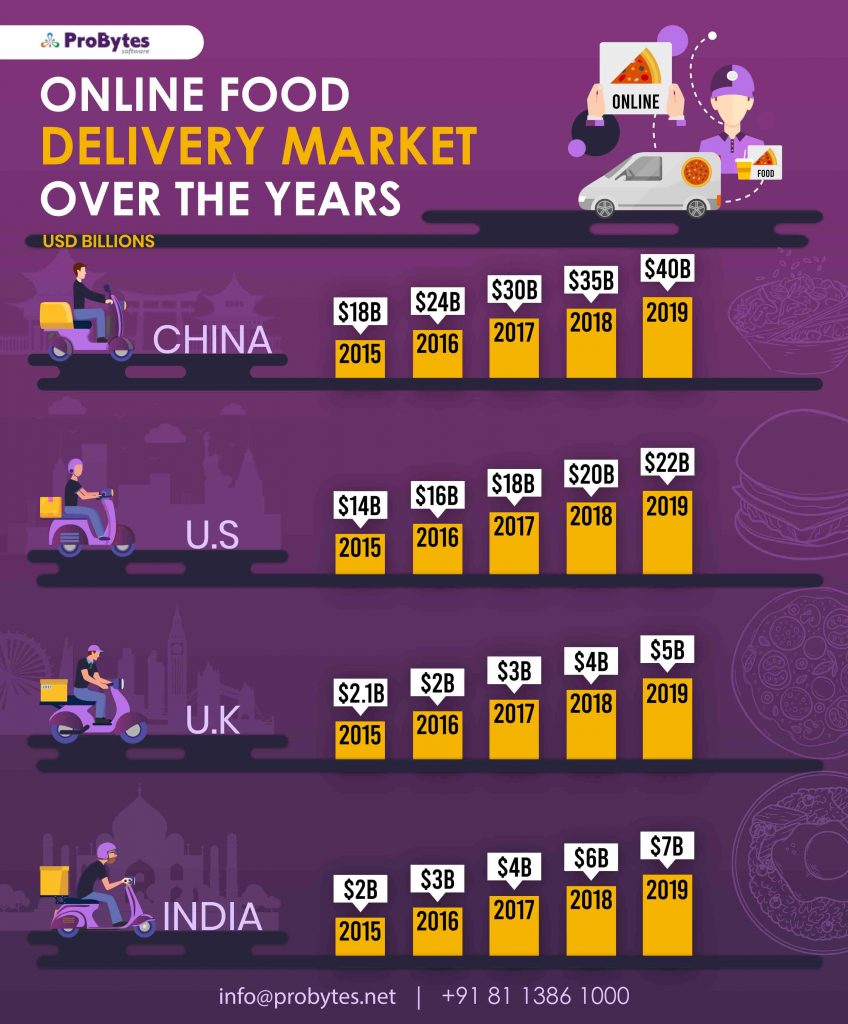 ProBytes
software
ONLINE FOOD
DELIVERY MARKET
OVER THE YEARS
USD BILLIONS
ONLINE
FOOD
CHINA
$18B $24B $30B $35B $40B
2015 2016 2017 2018 2019
U.S
$14B $16B $18B $20B $22B
2015 2016 2017 2018 2019
U.K
$2.1B $2B $3B $4B $5B
2015 2016 2017 2018 2019
INDIA
$2B $3B $4B $6B $7B
2015 2016 2017 2018 2019
info@probytes.net | +91 81 1386 1000